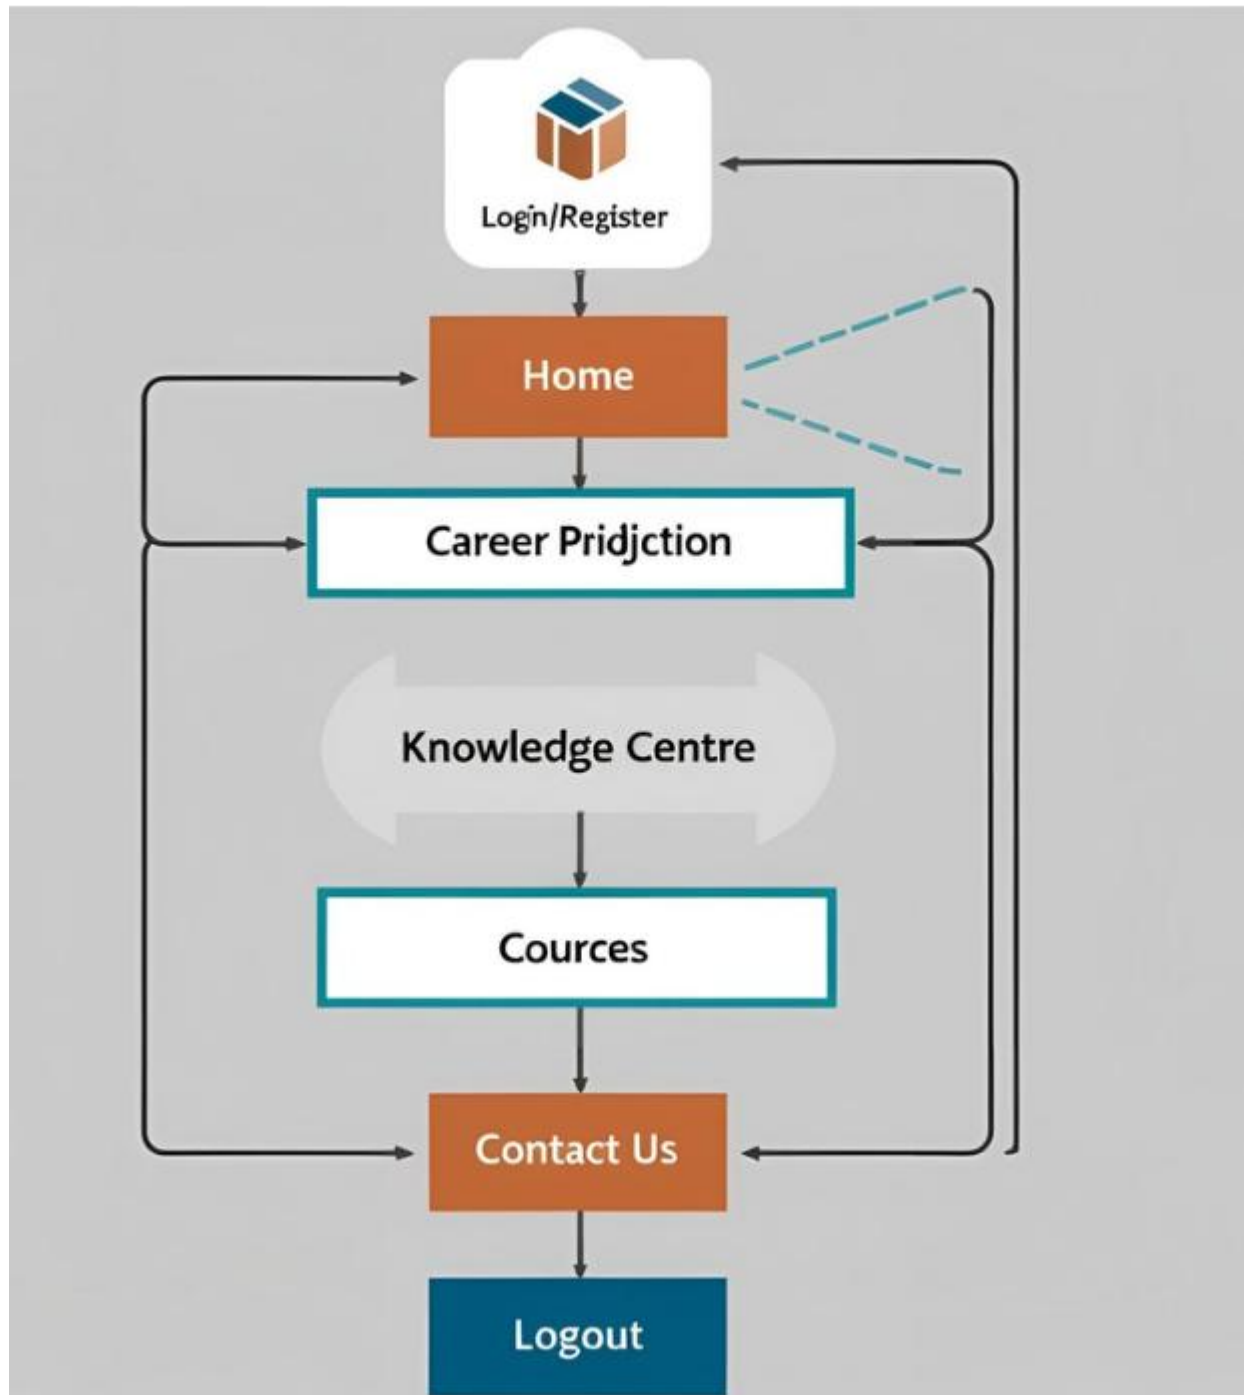 Login/Register
Home
Career Pridjction
Knowledge Centre
Cources
Contact Us
Logout